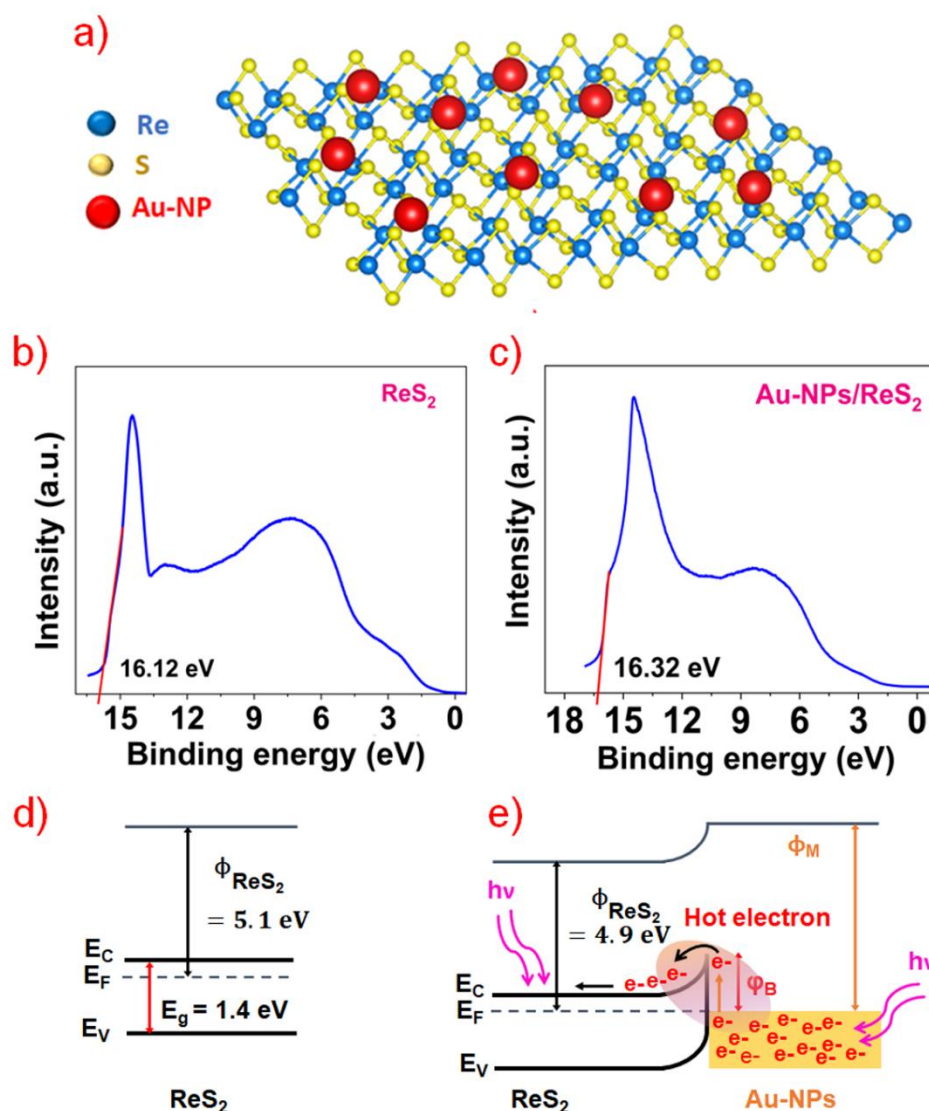 a)
Re
S
Au-NP
b)
ReS₂
Intensity (a.u.)
16.12 eV
15 12 9 6 3 0
Binding energy (eV)
c)
Au-NPs/ReS₂
Intensity (a.u.)
16.32 eV
18 15 12 9 6 3 0
Binding energy (eV)
d)
ϕReS₂
= 5.1 eV
EC
EF
Eg = 1.4 eV
EV
ReS₂
e)
hν
ϕReS₂
= 4.9 eV
ϕM
Hot electron
e-
e- e- e-
φB
hν
EC
EF
e- e- e- e- e-
e- e- e- e- e-
e- e- e- e- e-
EV
ReS₂
Au-NPs